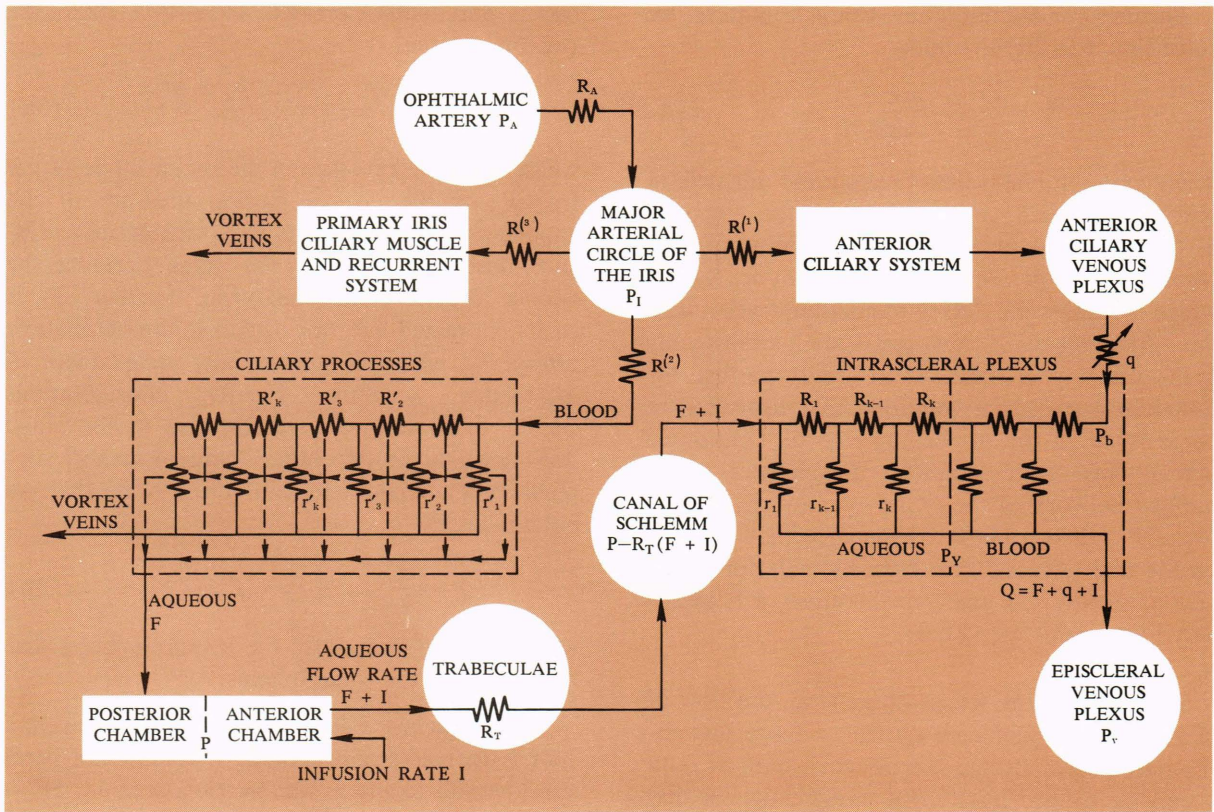 OPHTHALMIC
ARTERY P_A
R_A
VORTEX
VEINS
PRIMARY IRIS
CILIARY MUSCLE
AND RECURRENT
SYSTEM
R^(3)
MAJOR
ARTERIAL
CIRCLE OF
THE IRIS
P_I
R^(1)
ANTERIOR
CILIARY SYSTEM
ANTERIOR
CILIARY
VENOUS
PLEXUS
R^(2)
q
CILIARY PROCESSES
INTRASCLERAL PLEXUS
R'_k R'_3 R'_2
BLOOD
F + I
R_1 R_{k-1} R_k
P_b
r'_k r'_3 r'_2 r'_1
r_1 r_{k-1} r_k
VORTEX
VEINS
CANAL OF
SCHLEMM
P-R_T(F + I)
AQUEOUS P_Y BLOOD
Q = F + q + I
AQUEOUS
F
AQUEOUS
FLOW RATE
F + I
TRABECULAE
R_T
POSTERIOR
CHAMBER
P
ANTERIOR
CHAMBER
INFUSION RATE I
EPISCLERAL
VENOUS
PLEXUS
P_v